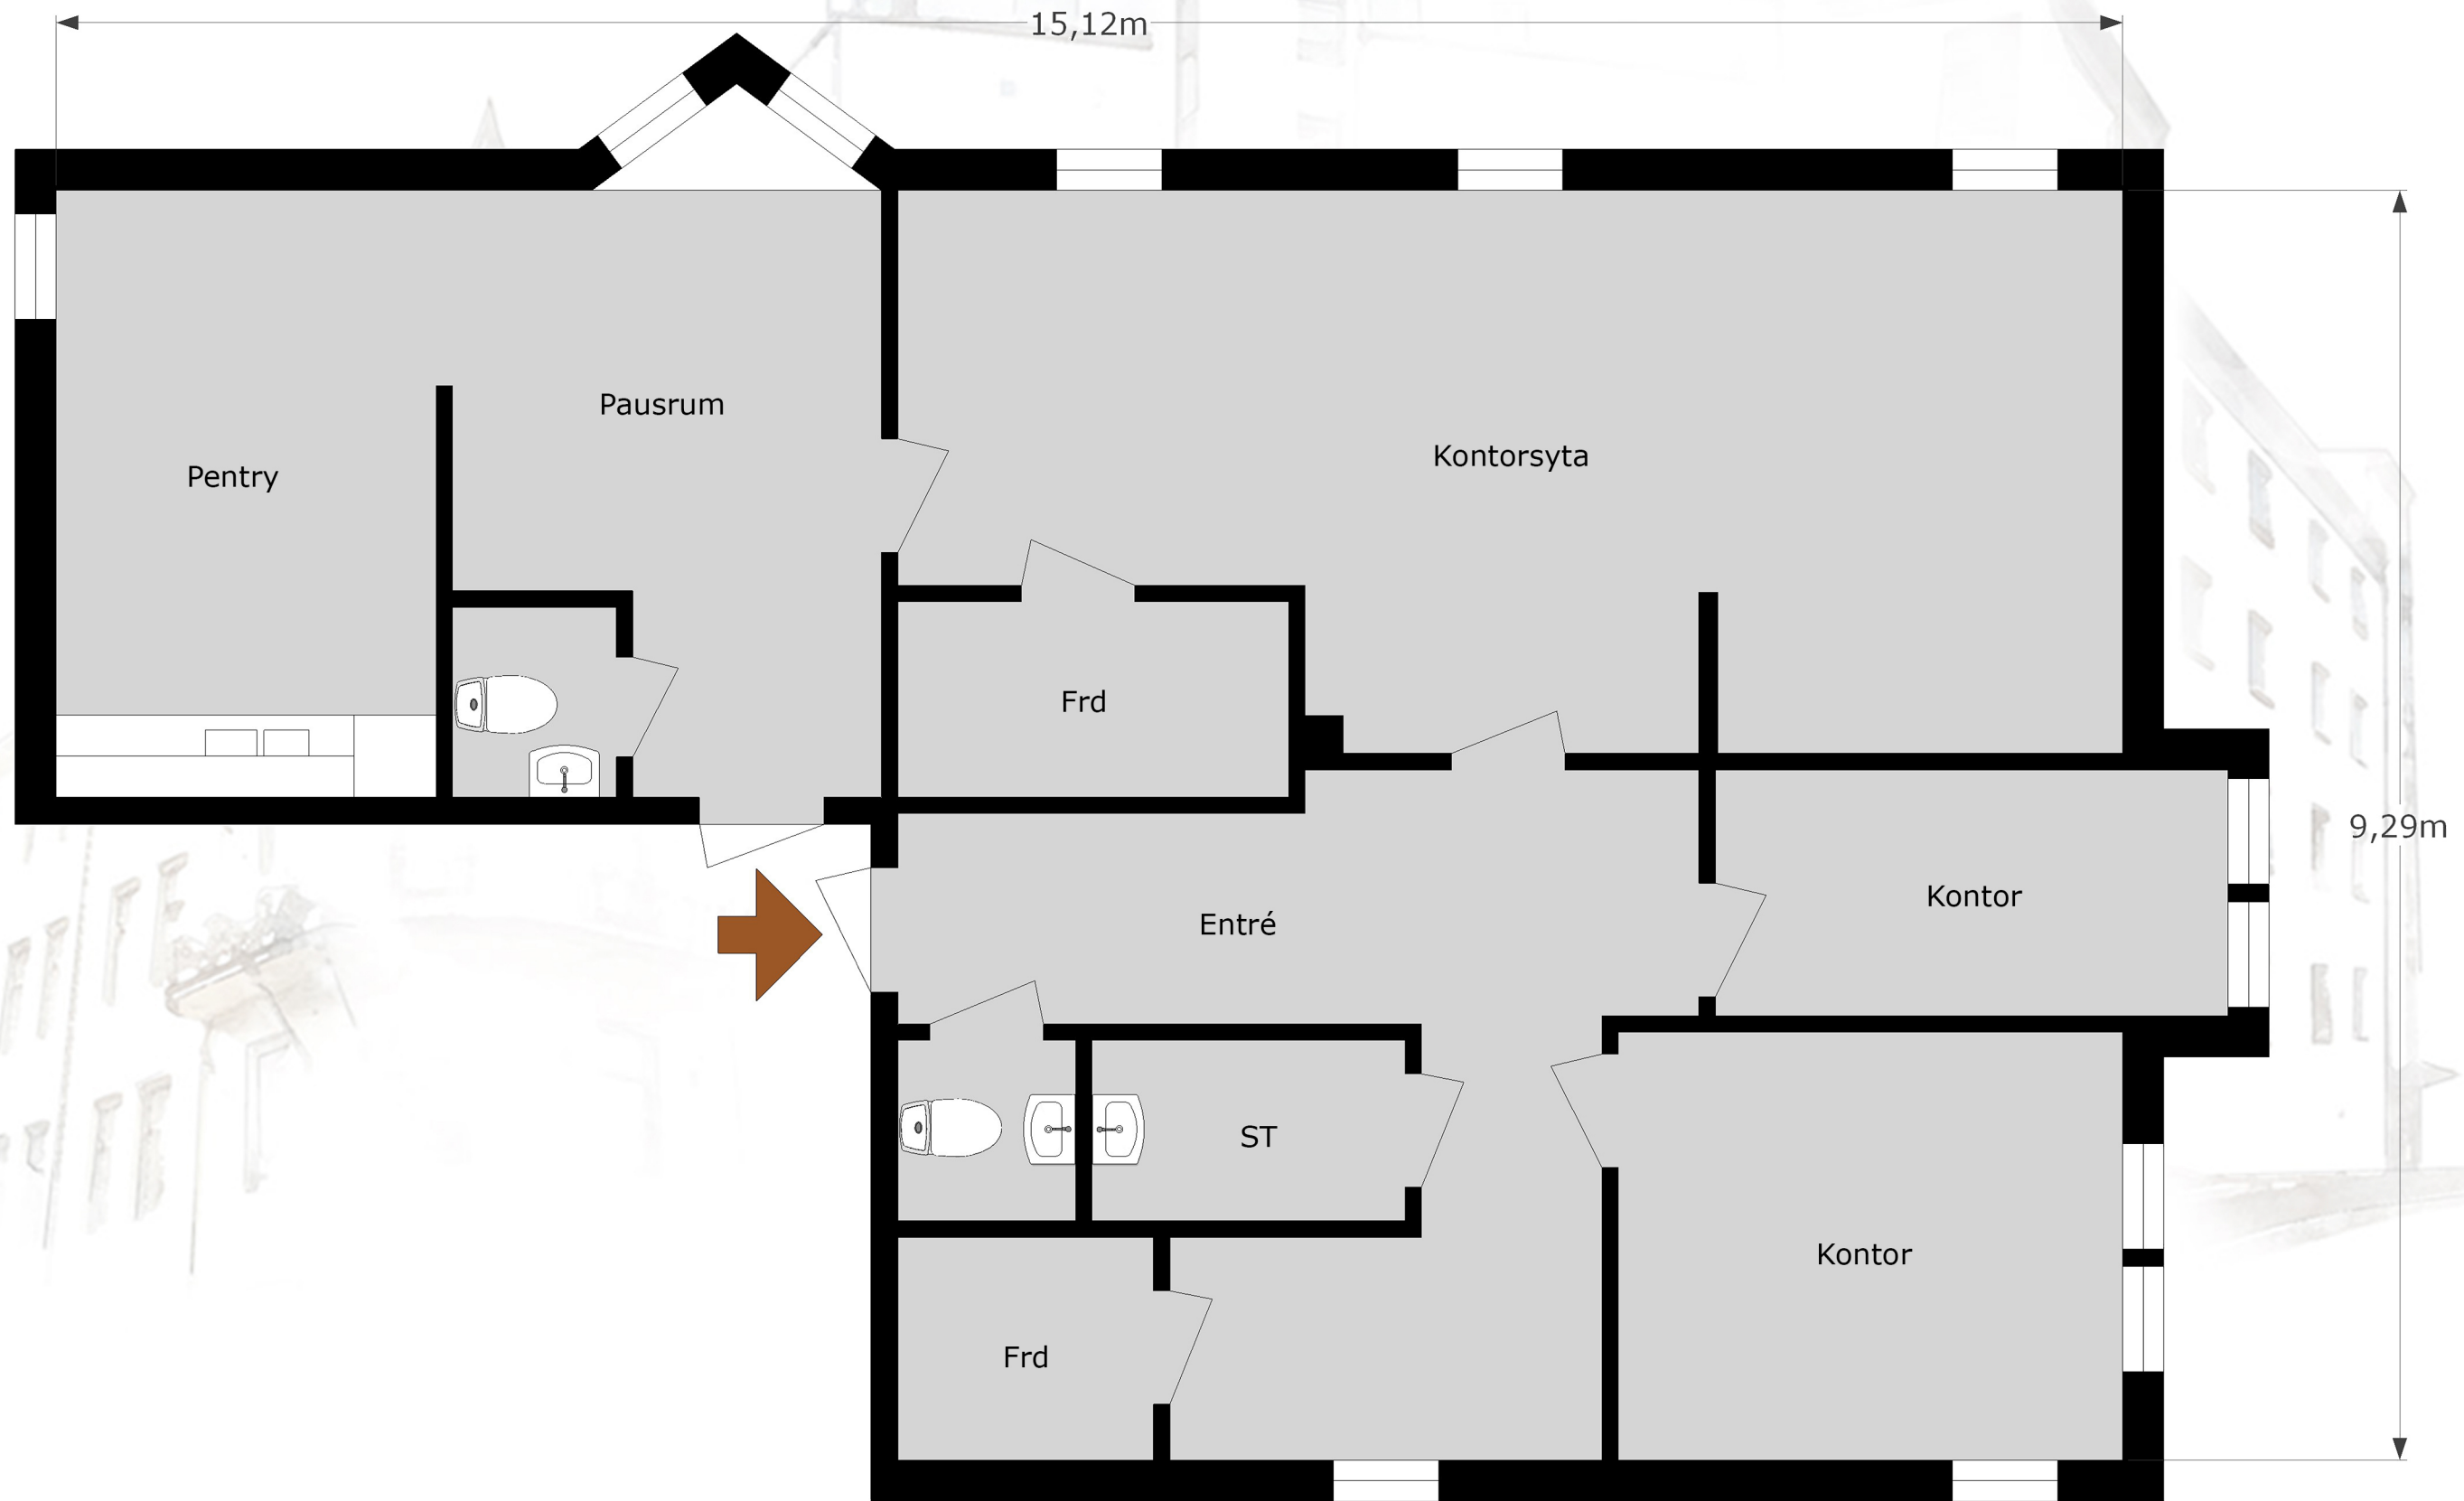 15,12m
Pausrum
Kontorsyta
Pentry
Frd
9,29m
Kontor
Entré
ST
Kontor
Frd